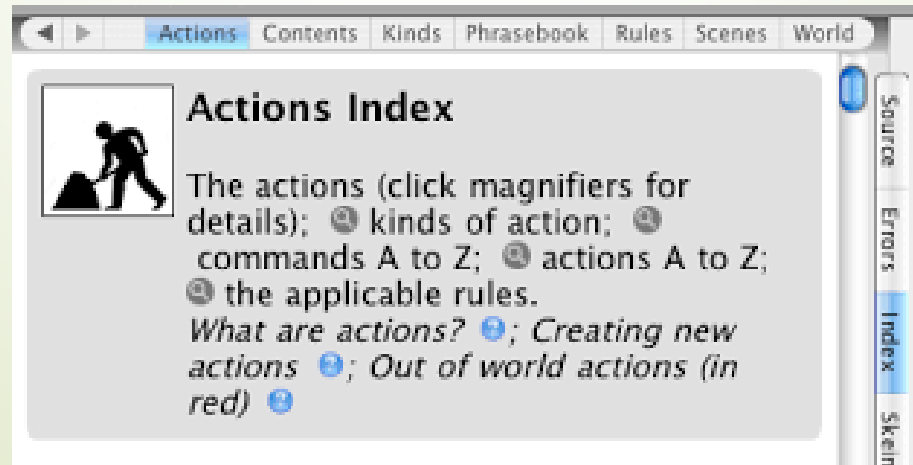 Actions Contents Kinds Phrasebook Rules Scenes World
Actions Index
The actions (click magnifiers for
details); kinds of action;
commands A to Z; actions A to Z;
the applicable rules.
What are actions? ?; Creating new
actions ?; Out of world actions (in
red) ?
Source
Errors
Index
Skein